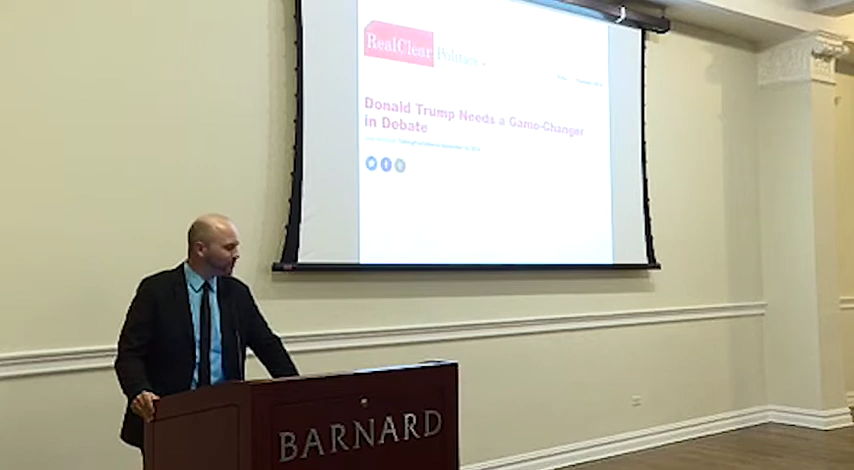 RealClear Politics
Donald Trump Needs a Game-Changer
in Debate
BARNARD